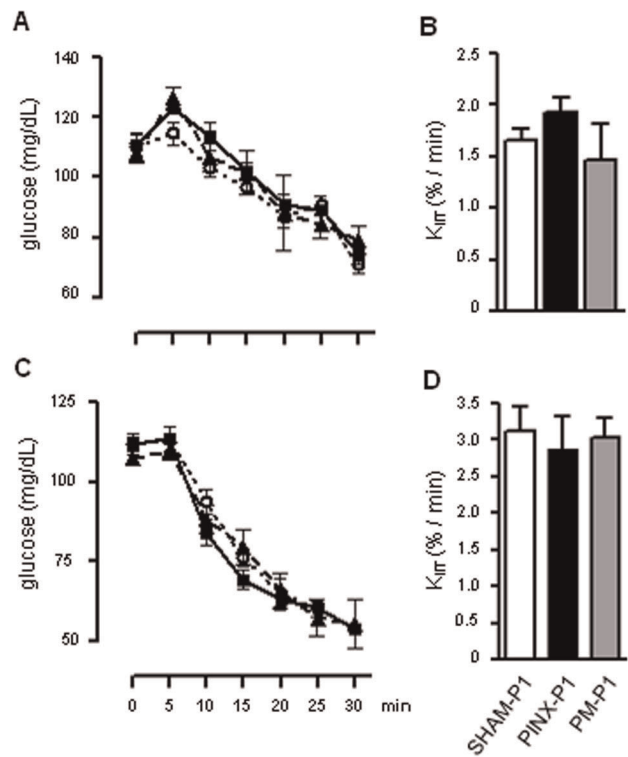 A
glucose (mg/dL)
140
120
100
80
60
B
K_ITT (% / min)
2.5
2.0
1.5
1.0
0.5
0
C
glucose (mg/dL)
125
100
75
50
0 5 10 15 20 25 30 min
D
K_ITT (% / min)
3.5
3.0
2.5
2.0
1.5
1.0
0.5
0
SHAM-P1
PINX-P1
PM-P1